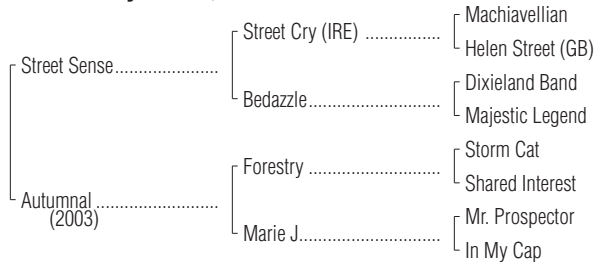 Machiavellian
Street Cry (IRE) ..................
Helen Street (GB)
Street Sense........................
Dixieland Band
Bedazzle................................
Majestic Legend
Storm Cat
Forestry ................................
Shared Interest
Autumnal .............................
(2003)
Mr. Prospector
Marie J..................................
In My Cap